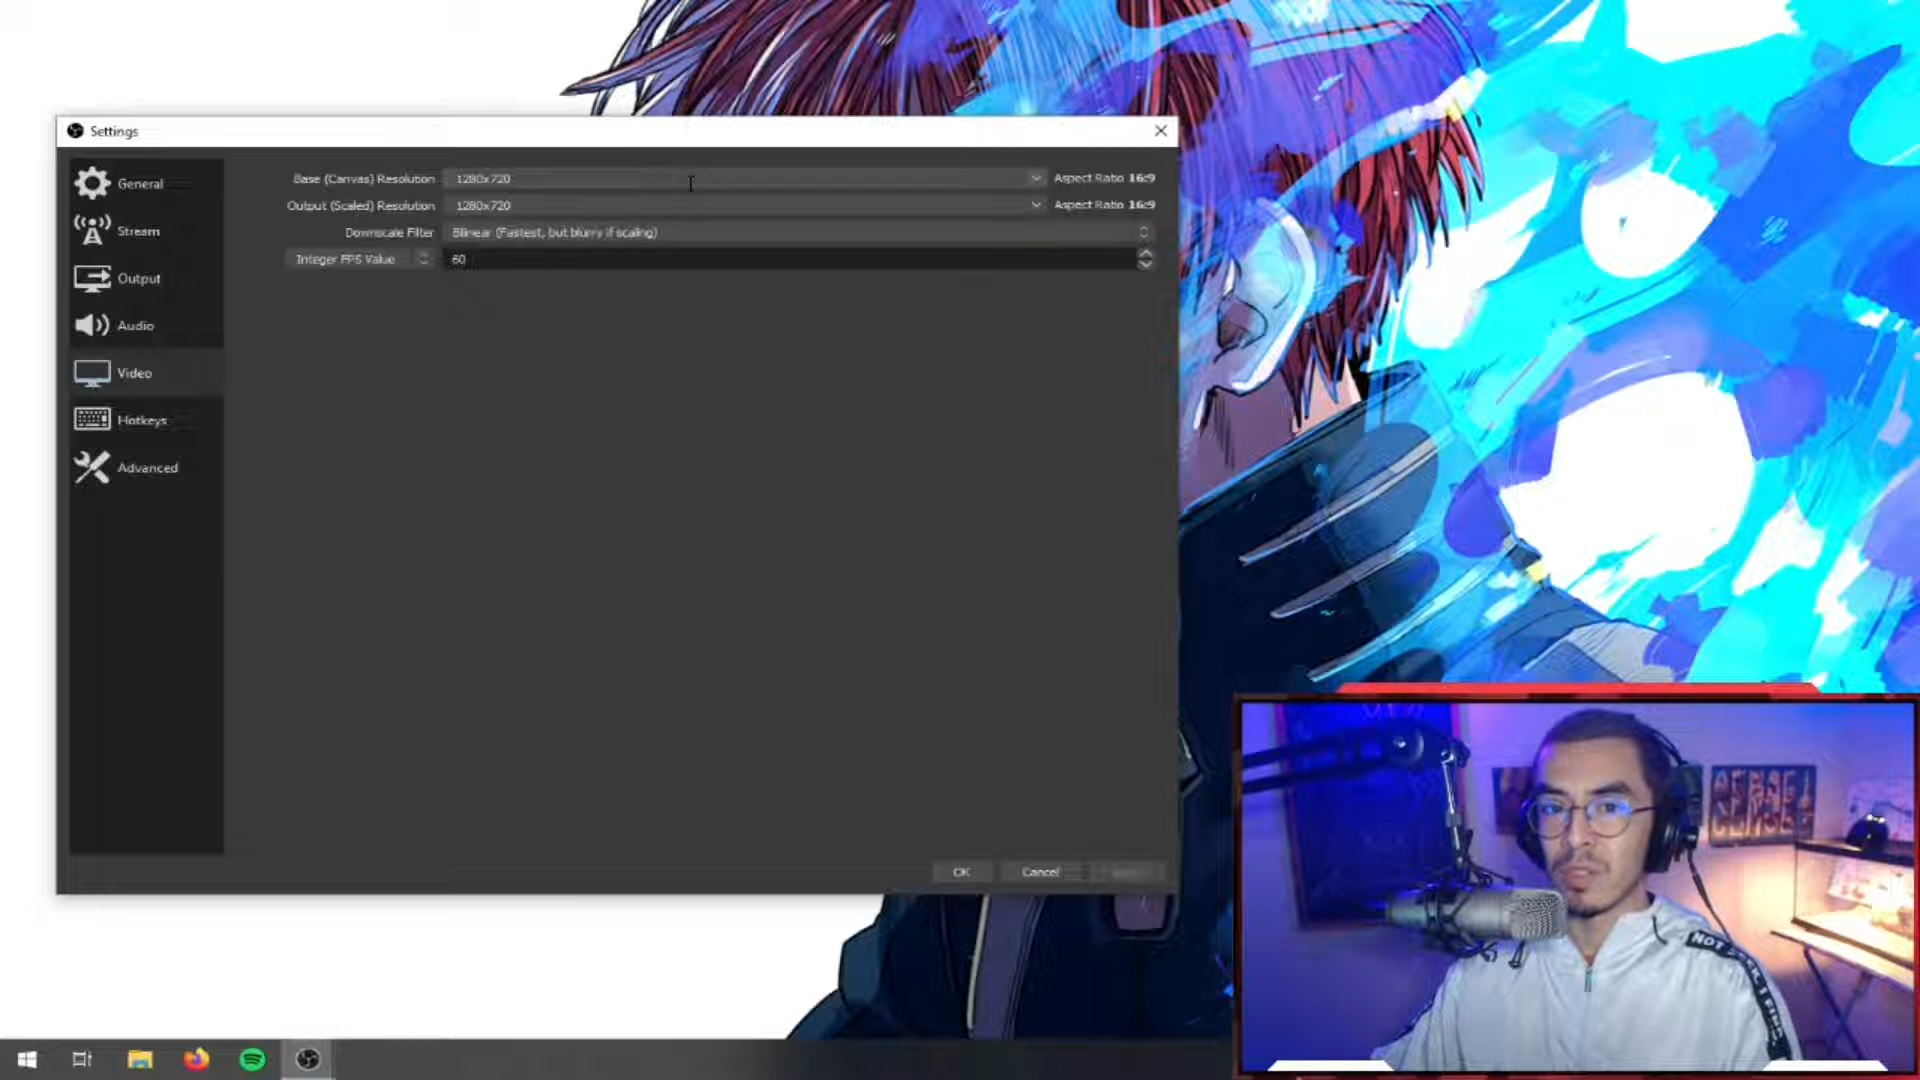 Settings
General
Stream
Output
Audio
Video
Hotkeys
Advanced
Base (Canvas) Resolution 1280x720 Aspect Ratio 16:9
Output (Scaled) Resolution 1280x720 Aspect Ratio 16:9
Downscale Filter Bilinear (Fastest, but blurry if scaling)
Integer FPS Value 60
OK Cancel